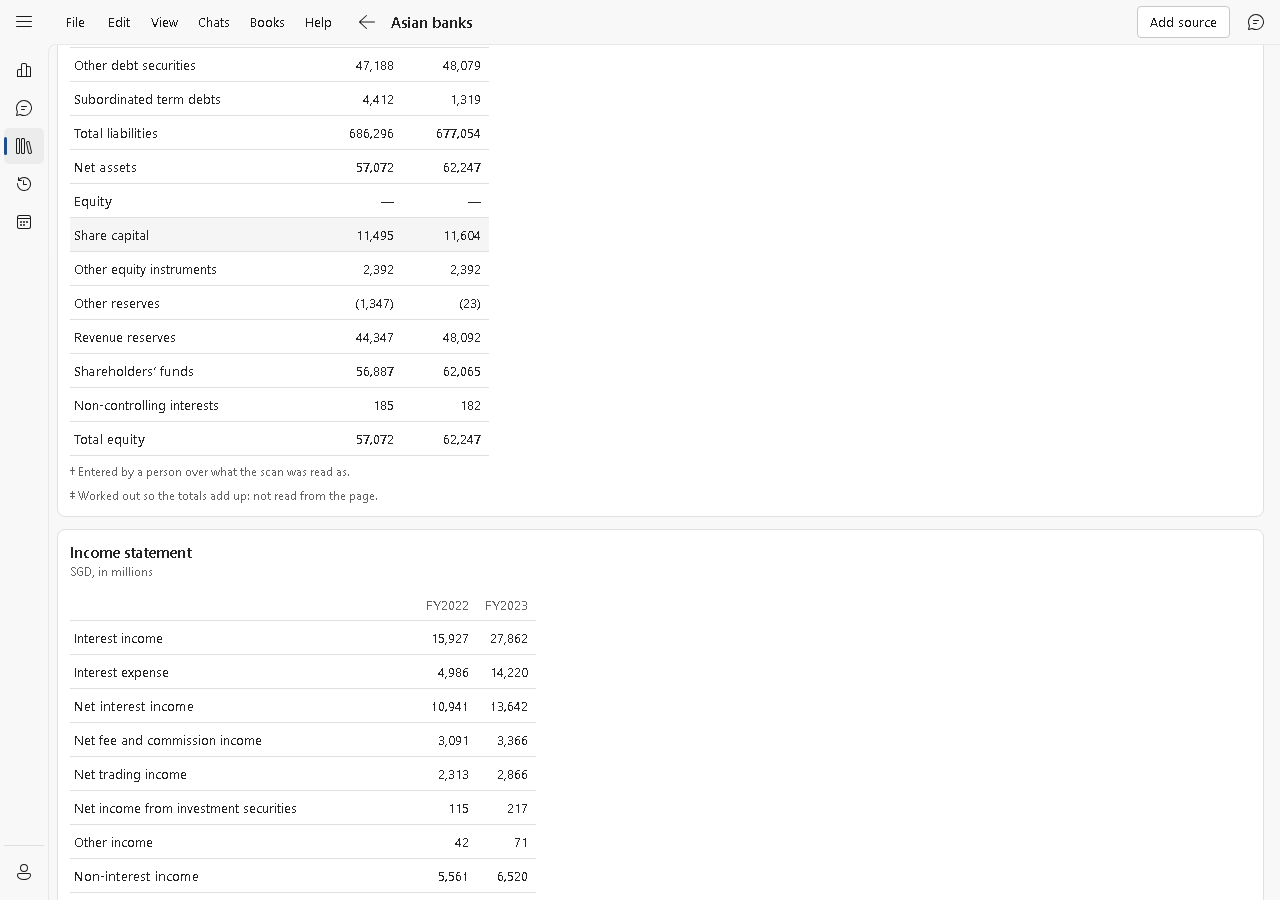 File Edit View Chats Books Help Asian banks Add source
Other debt securities 47,188 48,079
Subordinated term debts 4,412 1,319
Total liabilities 686,296 677,054
Net assets 57,072 62,247
Equity — —
Share capital 11,495 11,604
Other equity instruments 2,392 2,392
Other reserves (1,347) (23)
Revenue reserves 44,347 48,092
Shareholders' funds 56,887 62,065
Non-controlling interests 185 182
Total equity 57,072 62,247
† Entered by a person over what the scan was read as.
‡ Worked out so the totals add up: not read from the page.
Income statement
SGD, in millions
FY2022 FY2023
Interest income 15,927 27,862
Interest expense 4,986 14,220
Net interest income 10,941 13,642
Net fee and commission income 3,091 3,366
Net trading income 2,313 2,866
Net income from investment securities 115 217
Other income 42 71
Non-interest income 5,561 6,520